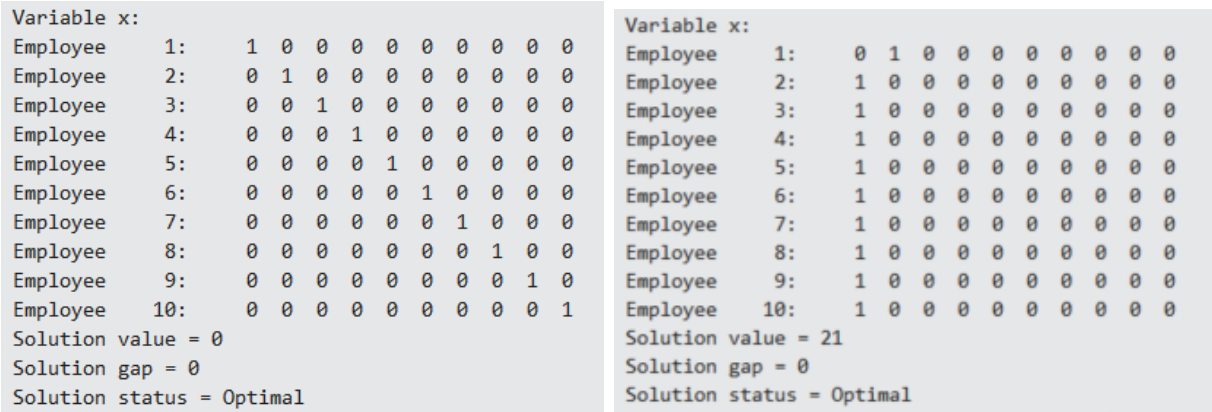 Variable x:
Employee 1: 1 0 0 0 0 0 0 0 0 0
Employee 2: 0 1 0 0 0 0 0 0 0 0
Employee 3: 0 0 1 0 0 0 0 0 0 0
Employee 4: 0 0 0 1 0 0 0 0 0 0
Employee 5: 0 0 0 0 1 0 0 0 0 0
Employee 6: 0 0 0 0 0 1 0 0 0 0
Employee 7: 0 0 0 0 0 0 1 0 0 0
Employee 8: 0 0 0 0 0 0 0 1 0 0
Employee 9: 0 0 0 0 0 0 0 0 1 0
Employee 10: 0 0 0 0 0 0 0 0 0 1
Solution value = 0
Solution gap = 0
Solution status = Optimal
Variable x:
Employee 1: 0 1 0 0 0 0 0 0 0 0
Employee 2: 1 0 0 0 0 0 0 0 0 0
Employee 3: 1 0 0 0 0 0 0 0 0 0
Employee 4: 1 0 0 0 0 0 0 0 0 0
Employee 5: 1 0 0 0 0 0 0 0 0 0
Employee 6: 1 0 0 0 0 0 0 0 0 0
Employee 7: 1 0 0 0 0 0 0 0 0 0
Employee 8: 1 0 0 0 0 0 0 0 0 0
Employee 9: 1 0 0 0 0 0 0 0 0 0
Employee 10: 1 0 0 0 0 0 0 0 0 0
Solution value = 21
Solution gap = 0
Solution status = Optimal